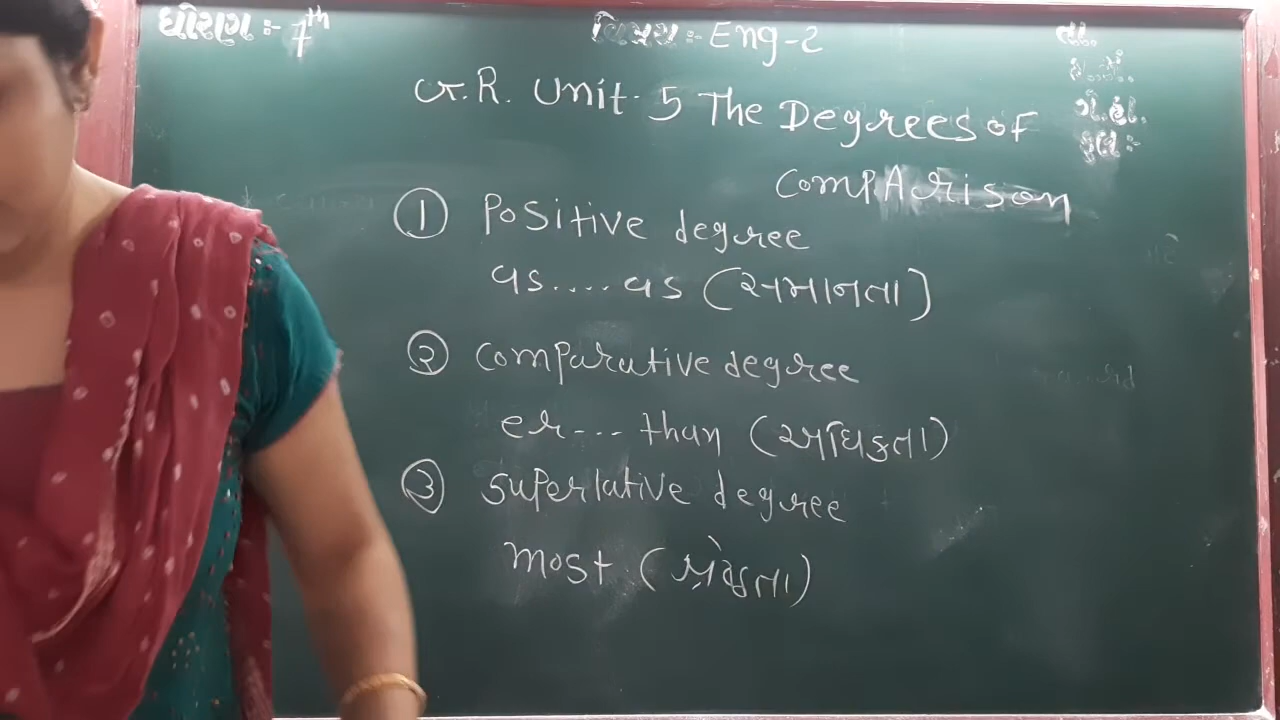 ધોરણ :- 7th
વિષય :- Eng-2
તા.
ગે.હા.
કુલ :-
G.R. Unit. 5 The Degrees of
Comparison
① Positive degree
as.... as (સમાનતા)
② Comparative degree
er--- than (અધિકતા)
③ Superlative degree
most (શ્રેષ્ઠતા)